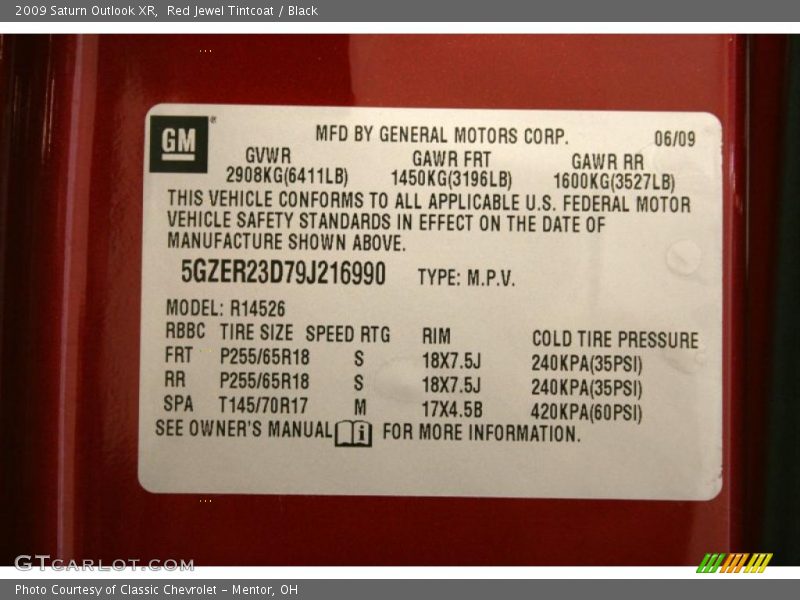 2009 Saturn Outlook XR,  Red Jewel Tintcoat / Black
GM® MFD BY GENERAL MOTORS CORP. 06/09
GVWR GAWR FRT GAWR RR
2908KG(6411LB) 1450KG(3196LB) 1600KG(3527LB)
THIS VEHICLE CONFORMS TO ALL APPLICABLE U.S. FEDERAL MOTOR
VEHICLE SAFETY STANDARDS IN EFFECT ON THE DATE OF
MANUFACTURE SHOWN ABOVE.
5GZER23D79J216990 TYPE: M.P.V.
MODEL: R14526
RBBC TIRE SIZE SPEED RTG RIM COLD TIRE PRESSURE
FRT P255/65R18 S 18X7.5J 240KPA(35PSI)
RR P255/65R18 S 18X7.5J 240KPA(35PSI)
SPA T145/70R17 M 17X4.5B 420KPA(60PSI)
SEE OWNER'S MANUAL i FOR MORE INFORMATION.
GTCARLOT.COM
Photo Courtesy of Classic Chevrolet - Mentor, OH